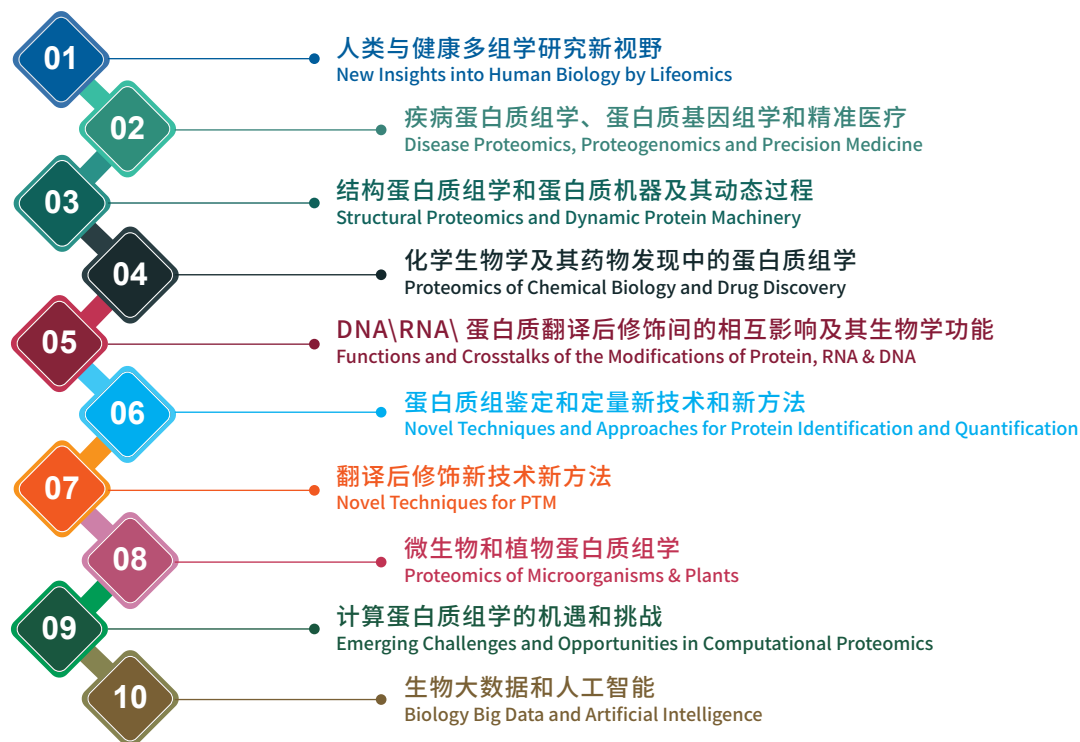 01
人类与健康多组学研究新视野
New Insights into Human Biology by Lifeomics
02
疾病蛋白质组学、蛋白质基因组学和精准医疗
Disease Proteomics, Proteogenomics and Precision Medicine
03
结构蛋白质组学和蛋白质机器及其动态过程
Structural Proteomics and Dynamic Protein Machinery
04
化学生物学及其药物发现中的蛋白质组学
Proteomics of Chemical Biology and Drug Discovery
05
DNA\RNA\ 蛋白质翻译后修饰间的相互影响及其生物学功能
Functions and Crosstalks of the Modifications of Protein, RNA & DNA
06
蛋白质组鉴定和定量新技术和新方法
Novel Techniques and Approaches for Protein Identification and Quantification
07
翻译后修饰新技术新方法
Novel Techniques for PTM
08
微生物和植物蛋白质组学
Proteomics of Microorganisms & Plants
09
计算蛋白质组学的机遇和挑战
Emerging Challenges and Opportunities in Computational Proteomics
10
生物大数据和人工智能
Biology Big Data and Artificial Intelligence